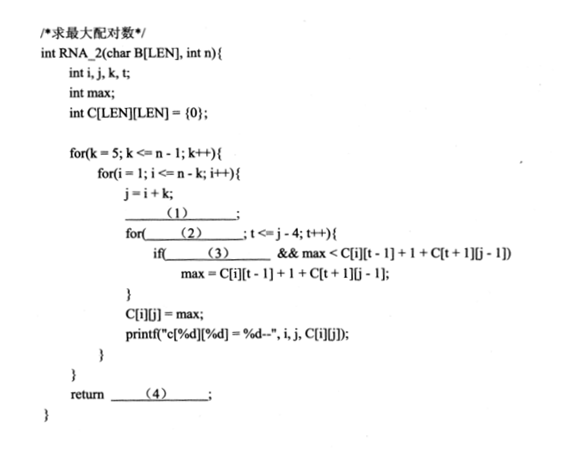 /*求最大配对数*/
int RNA_2(char B[LEN], int n){
int i, j, k, t;
int max;
int C[LEN][LEN] = {0};
for(k = 5; k <= n - 1; k++){
for(i = 1; i <= n - k; i++){
j = i + k;
（1）;
for(（2）; t <= j - 4; t++){
if(（3） && max < C[i][t - 1] + 1 + C[t + 1][j - 1])
max = C[i][t - 1] + 1 + C[t + 1][j - 1];
}
C[i][j] = max;
printf("c[%d][%d] = %d--", i, j, C[i][j]);
}
}
return （4）;
}